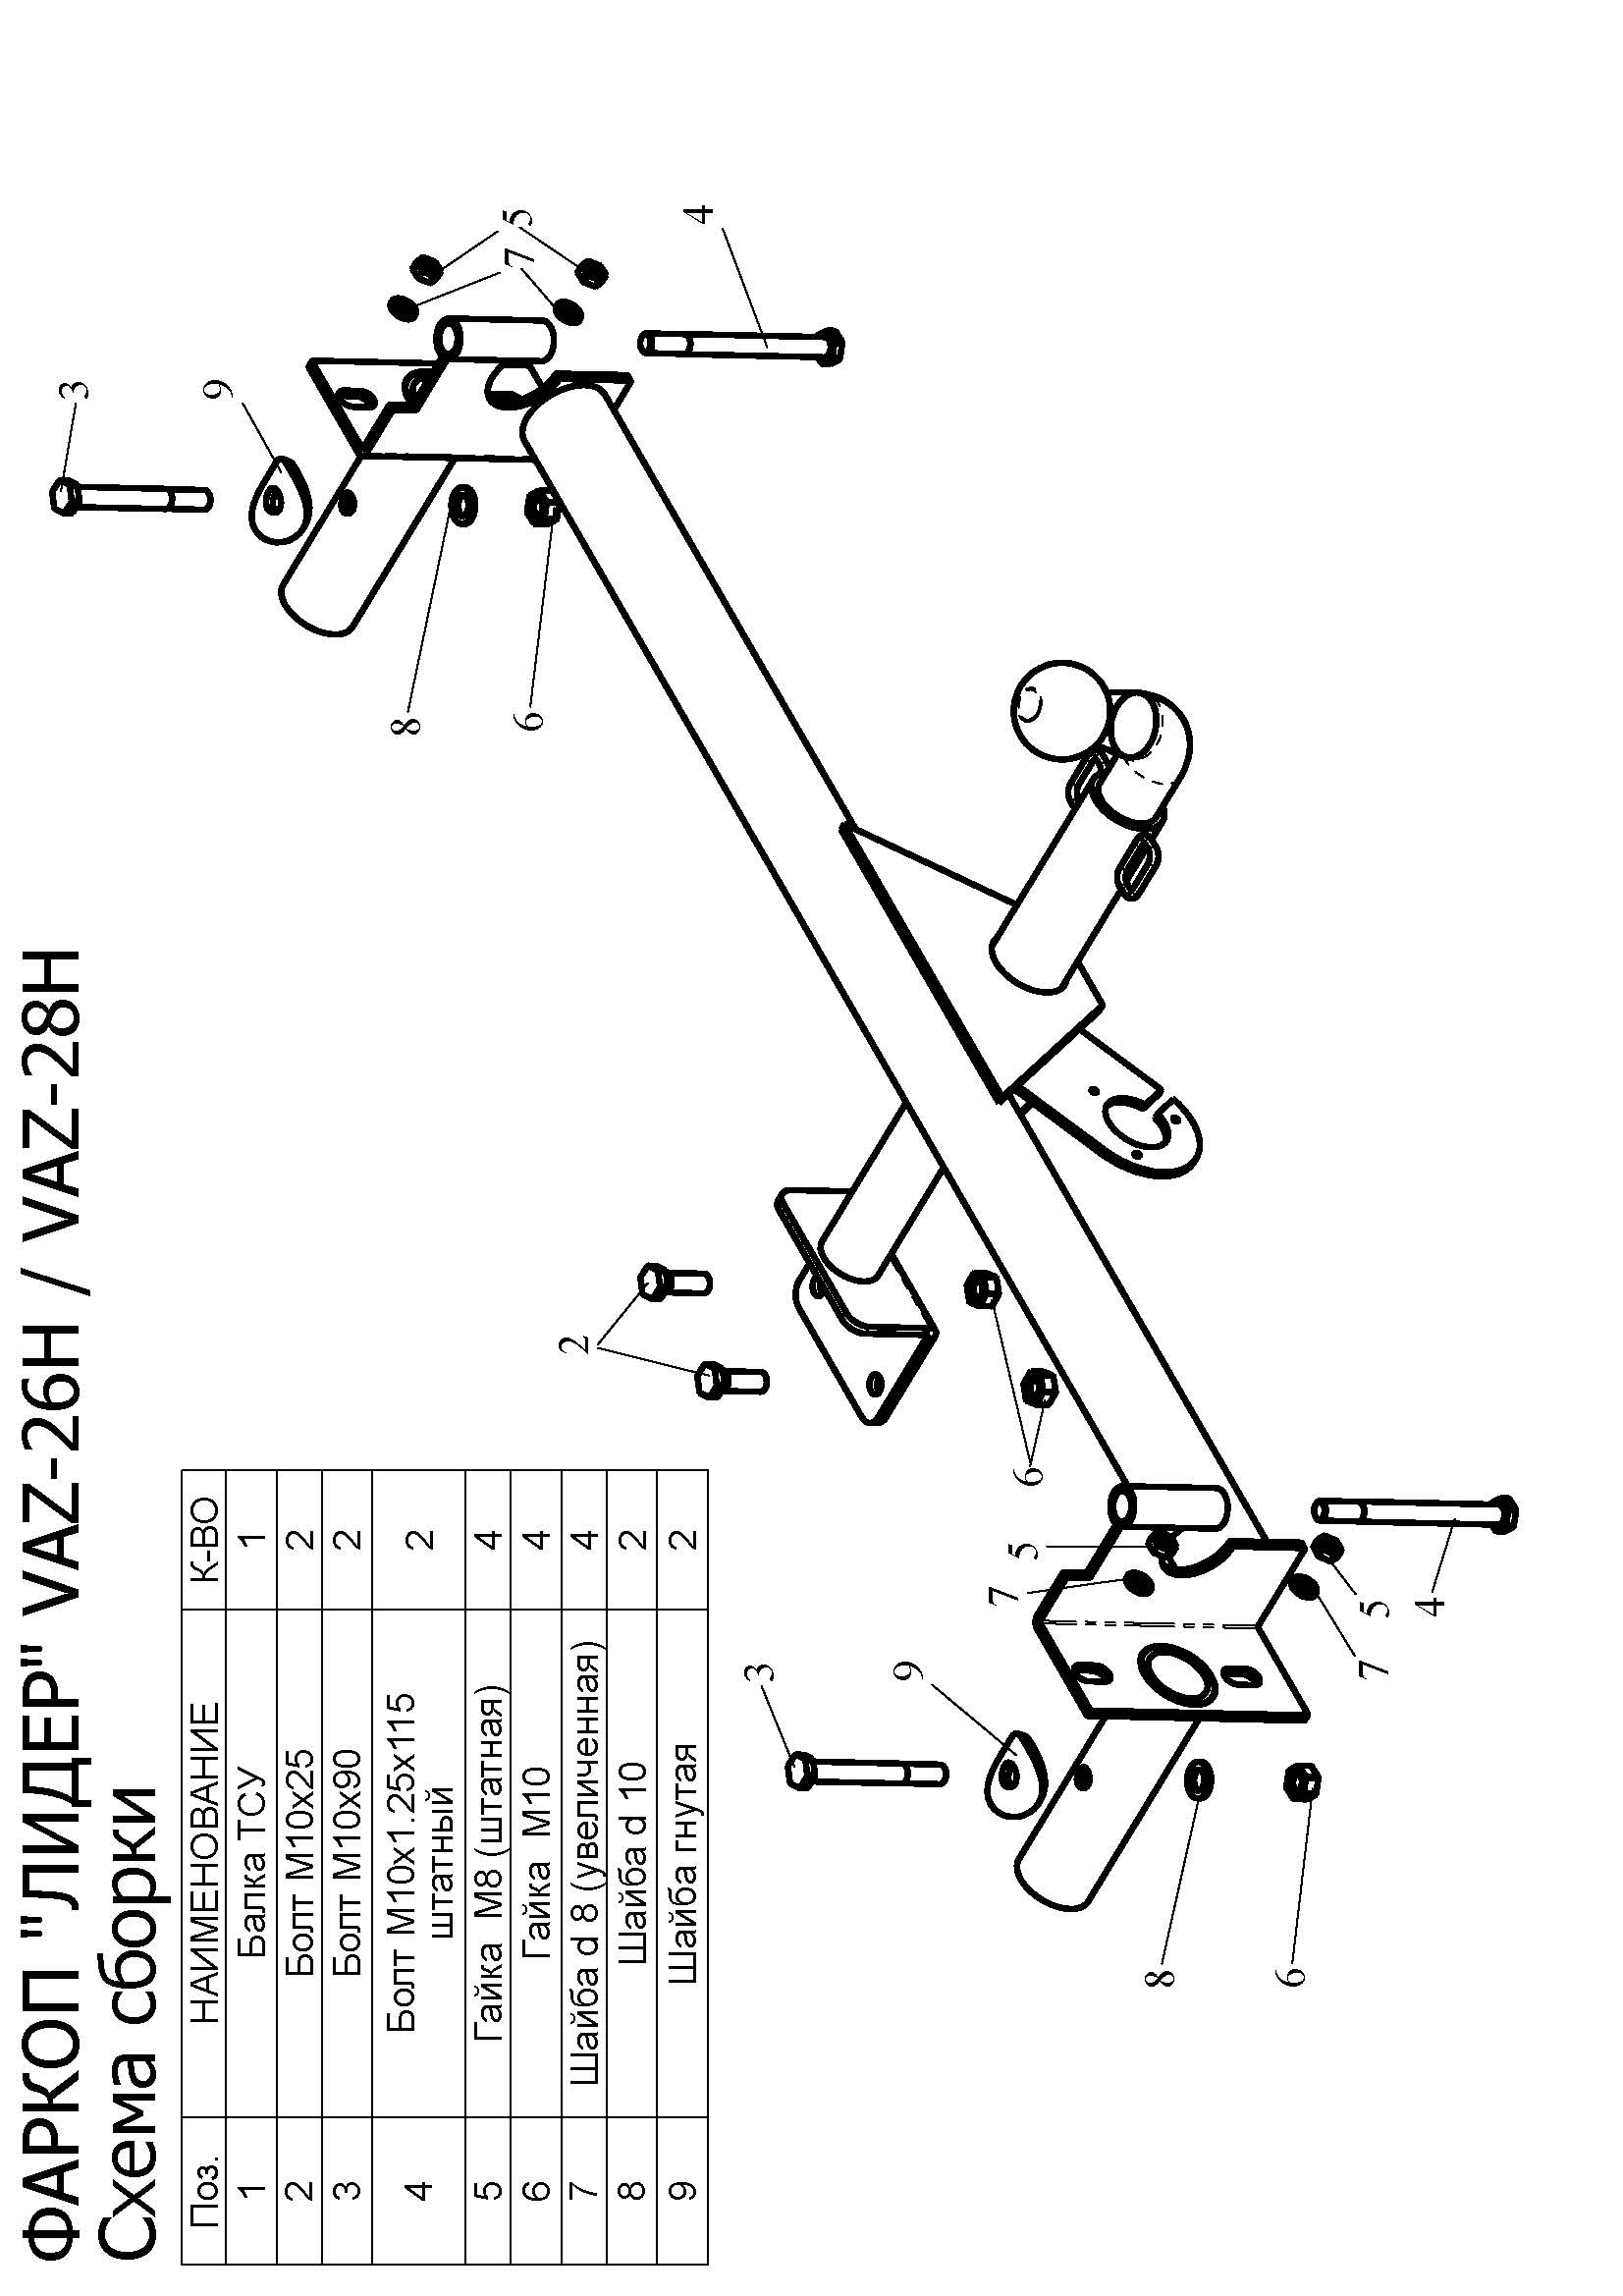 ФАРКОП "ЛИДЕР" VAZ-26H / VAZ-28H
Схема сборки
Поз. НАИМЕНОВАНИЕ К-ВО
1 Балка ТСУ 1
2 Болт М10х25 2
3 Болт М10х90 2
4 Болт М10х1.25х115 штатный 2
5 Гайка М8 (штатная) 4
6 Гайка М10 4
7 Шайба d 8 (увеличенная) 4
8 Шайба d 10 2
9 Шайба гнутая 2
3
9
8
6
5
7
4
2
6
3
9
8
6
7
5
7
5
4